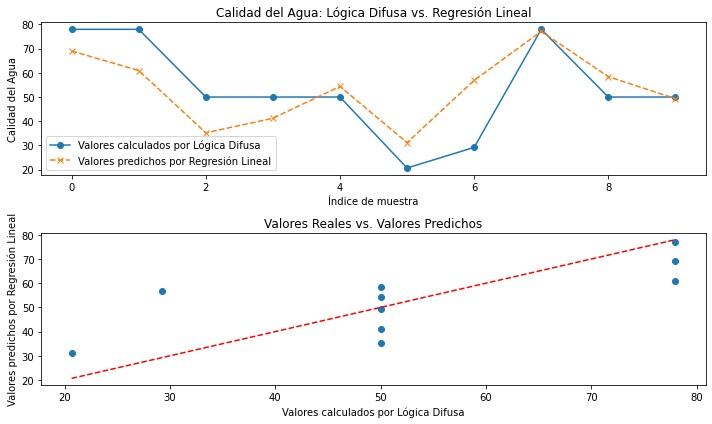 Calidad del Agua: Lógica Difusa vs. Regresión Lineal
Calidad del Agua
80
70
60
50
40
30
20
Valores calculados por Lógica Difusa
Valores predichos por Regresión Lineal
0 2 4 6 8
Índice de muestra
Valores Reales vs. Valores Predichos
Valores predichos por Regresión Lineal
80
70
60
50
40
30
20
20 30 40 50 60 70 80
Valores calculados por Lógica Difusa